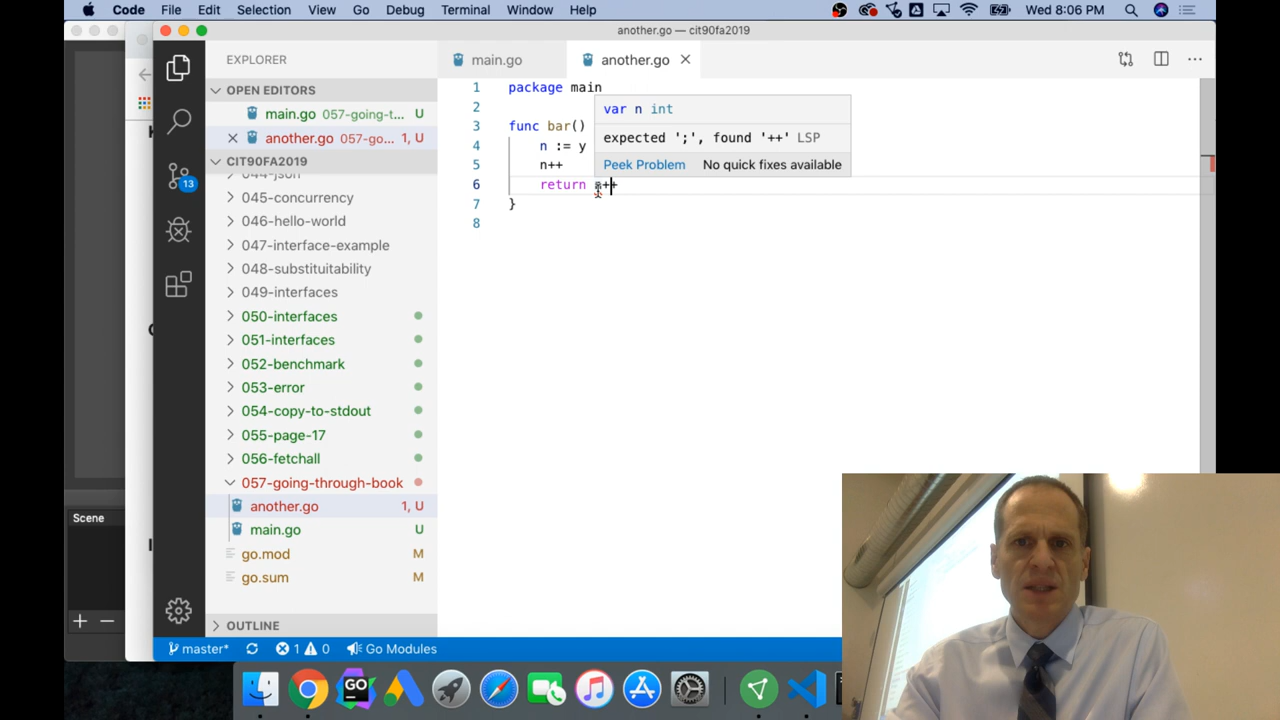 Code File Edit Selection View Go Debug Terminal Window Help Wed 8:06 PM
another.go — cit90fa2019
EXPLORER
OPEN EDITORS
main.go 057-going-t... U
another.go 057-go... 1, U
CIT90FA2019
044-json
045-concurrency
046-hello-world
047-interface-example
048-substituitability
049-interfaces
050-interfaces
051-interfaces
052-benchmark
053-error
054-copy-to-stdout
055-page-17
056-fetchall
057-going-through-book
another.go 1, U
main.go U
go.mod M
go.sum M
OUTLINE
13
main.go another.go
1 package main
2
3 func bar()
4 n := y
5 n++
6 return n++
7 }
8
var n int
expected ';', found '++' LSP
Peek Problem No quick fixes available
Scene
master* 1 0 Go Modules
GO